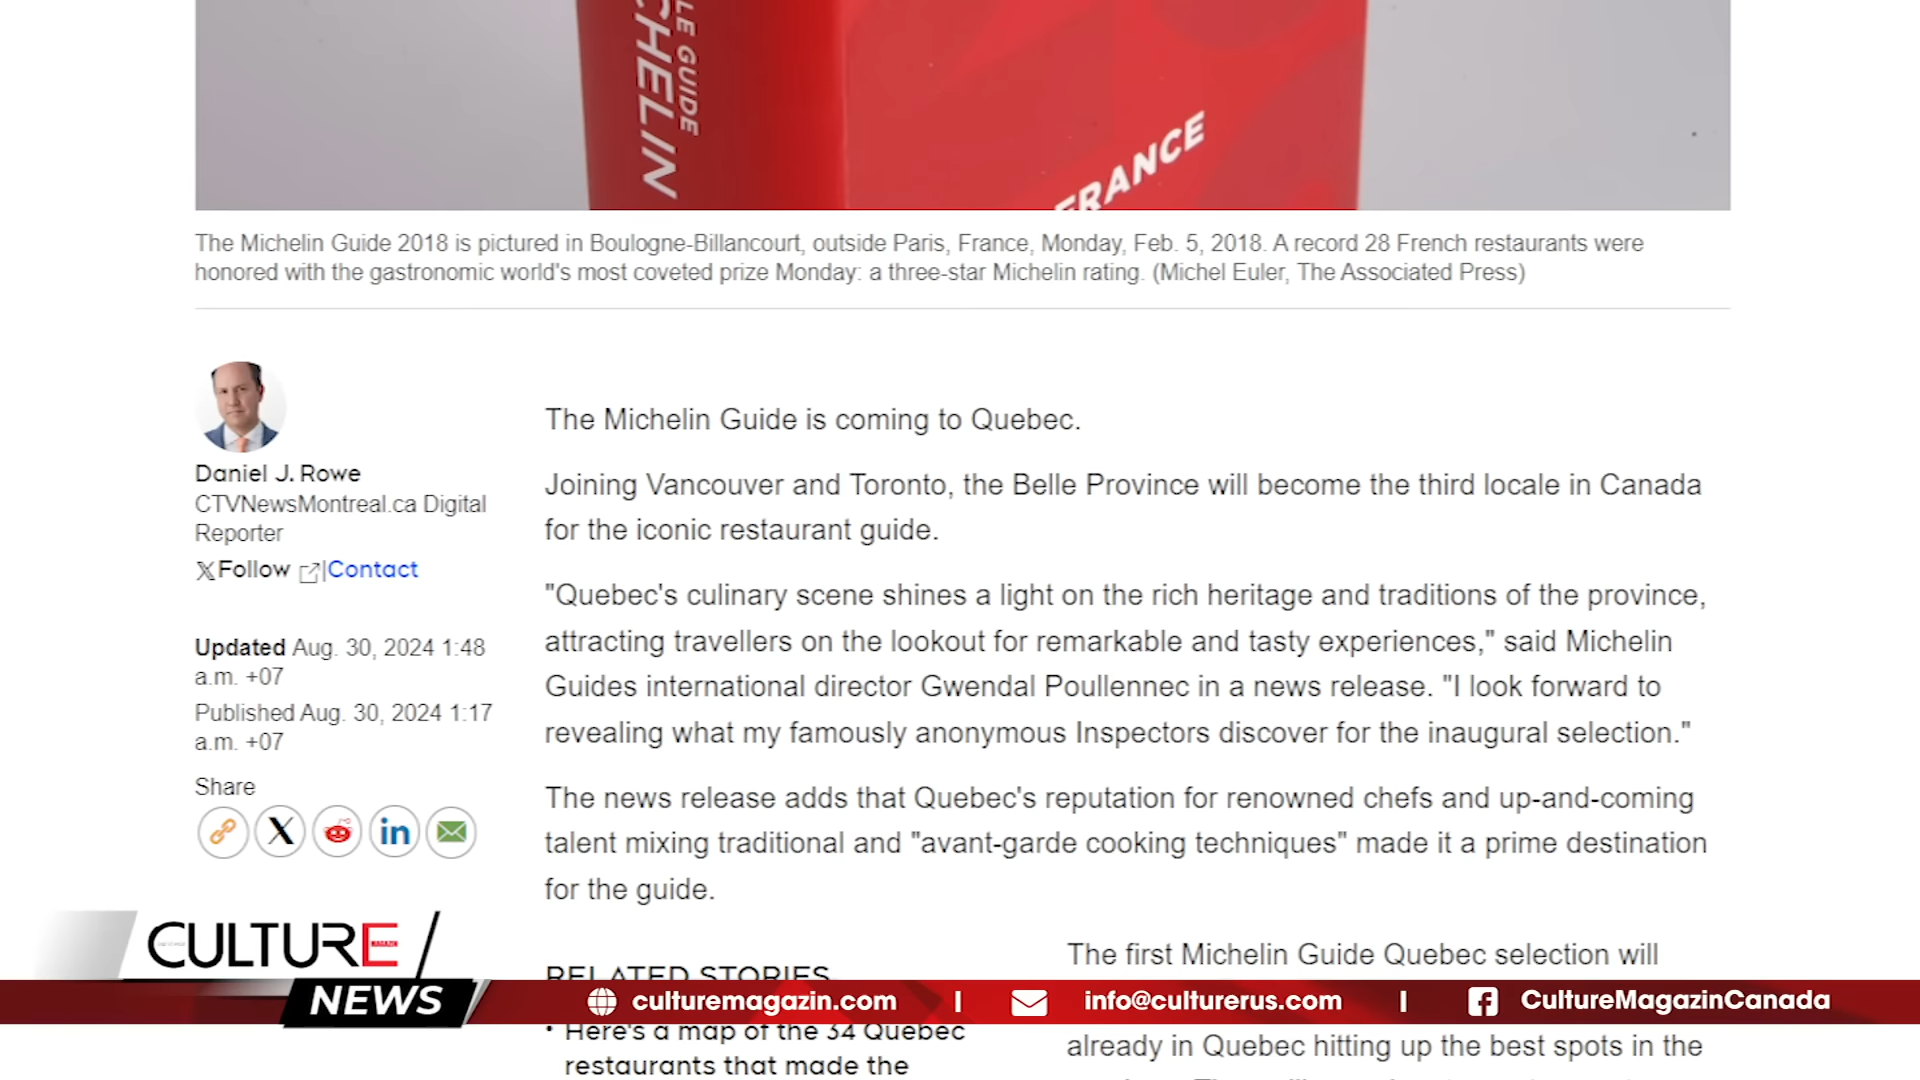 LE GUIDE
CHELIN
FRANCE
The Michelin Guide 2018 is pictured in Boulogne-Billancourt, outside Paris, France, Monday, Feb. 5, 2018. A record 28 French restaurants were
honored with the gastronomic world's most coveted prize Monday: a three-star Michelin rating. (Michel Euler, The Associated Press)
Daniel J. Rowe
CTVNewsMontreal.ca Digital
Reporter
Follow |Contact
Updated Aug. 30, 2024 1:48
a.m. +07
Published Aug. 30, 2024 1:17
a.m. +07
Share
The Michelin Guide is coming to Quebec.
Joining Vancouver and Toronto, the Belle Province will become the third locale in Canada
for the iconic restaurant guide.
"Quebec's culinary scene shines a light on the rich heritage and traditions of the province,
attracting travellers on the lookout for remarkable and tasty experiences," said Michelin
Guides international director Gwendal Poullennec in a news release. "I look forward to
revealing what my famously anonymous Inspectors discover for the inaugural selection."
The news release adds that Quebec's reputation for renowned chefs and up-and-coming
talent mixing traditional and "avant-garde cooking techniques" made it a prime destination
for the guide.
RELATED STORIES
• Here's a map of the 34 Quebec
restaurants that made the
The first Michelin Guide Quebec selection will
already in Quebec hitting up the best spots in the
CULTURE
MAGAZIN
NEWS
culturemagazin.com | info@culturerus.com | CultureMagazinCanada